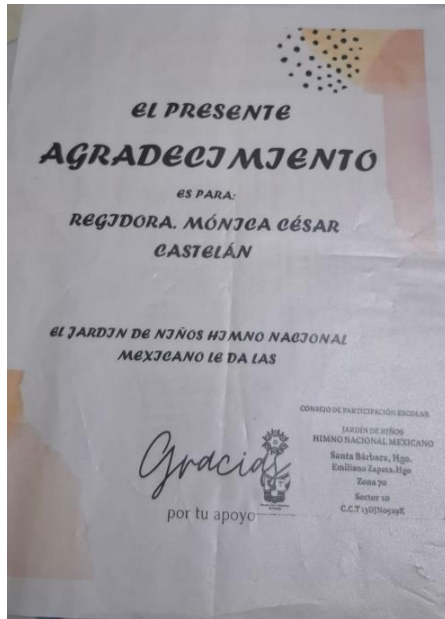 EL PRESENTE
AGRADECIMIENTO
ES PARA:
REGIDORA. MÓNICA CÉSAR
CASTELÁN
EL JARDIN DE NIÑOS HIMNO NACIONAL
MEXICANO LE DA LAS
Gracias
por tu apoyo
CONSEJO DE PARTICIPACIÓN ESCOLAR
JARDÍN DE NIÑOS
HIMNO NACIONAL MEXICANO
Santa Bárbara, Hgo.
Emiliano Zapata, Hgo
Zona 70
Sector 10
C.C.T 13DJN0529R